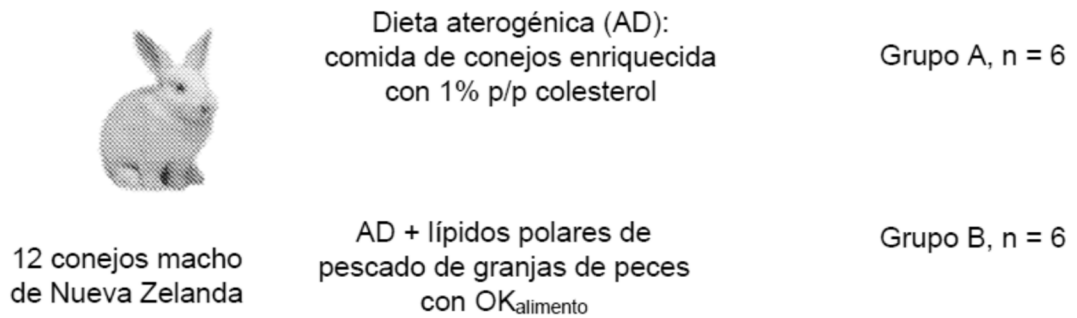 Dieta aterogénica (AD):
comida de conejos enriquecida
con 1% p/p colesterol
Grupo A, n = 6
12 conejos macho
de Nueva Zelanda
AD + lípidos polares de
pescado de granjas de peces
con OKalimento
Grupo B, n = 6